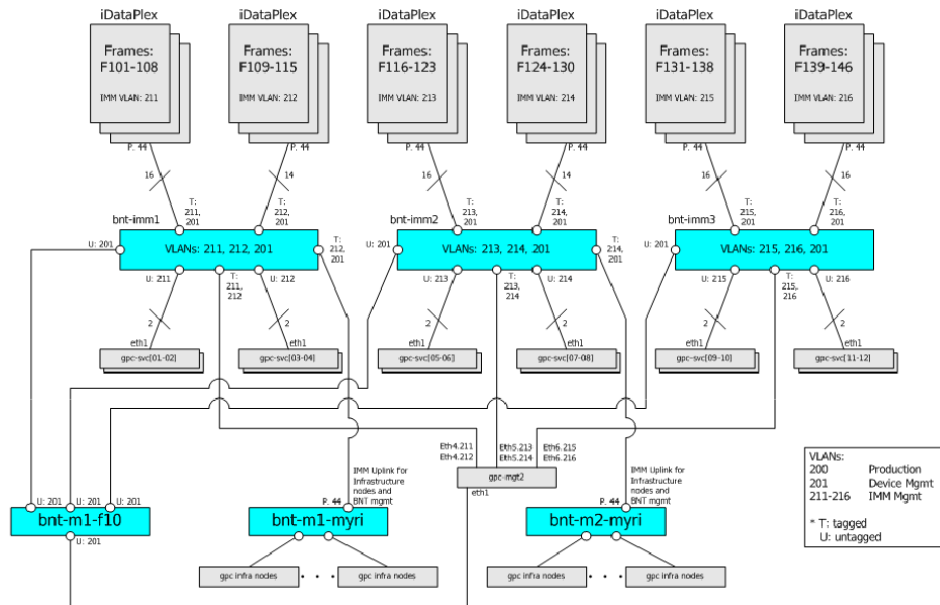 iDataPlex
iDataPlex
iDataPlex
iDataPlex
iDataPlex
iDataPlex
Frames:
F101-108
IMM VLAN: 211
Frames:
F109-115
IMM VLAN: 212
Frames:
F116-123
IMM VLAN: 213
Frames:
F124-130
IMM VLAN: 214
Frames:
F131-138
IMM VLAN: 215
Frames:
F139-146
IMM VLAN: 216
P. 44
P. 44
P. 44
P. 44
P. 44
P. 44
16
14
16
14
16
16
T:
211,
201
T:
212,
201
T:
213,
201
T:
214,
201
T:
215,
201
T:
216,
201
bnt-imm1
bnt-imm2
bnt-imm3
U: 201
VLANs: 211, 212, 201
T:
212,
201
U: 201
VLANs: 213, 214, 201
T:
214,
201
U: 201
VLANs: 215, 216, 201
U: 211
T:
211,
212
U: 212
U: 213
T:
213,
214
U: 214
U: 215
T:
215,
216
U: 216
2
2
2
2
2
2
eth1
eth1
eth1
eth1
eth1
eth1
gpc-svc[01-02]
gpc-svc[03-04]
gpc-svc[05-06]
gpc-svc[07-08]
gpc-svc[09-10]
gpc-svc[11-12]
Eth4.211
Eth4.212
Eth5.213
Eth5.214
Eth6.215
Eth6.216
gpc-mgt2
eth1
IMM Uplink for
Infrastructure
nodes and
BNT mgmt
P. 44
IMM Uplink for
Infrastructure
nodes and
BNT mgmt
P. 44
U: 201
U: 201
U: 201
bnt-m1-f10
U: 201
bnt-m1-myri
bnt-m2-myri
gpc infra nodes
. . .
gpc infra nodes
gpc infra nodes
. . .
gpc infra nodes
VLANs:
200 Production
201 Device Mgmt
211-216 IMM Mgmt
* T: tagged
U: untagged